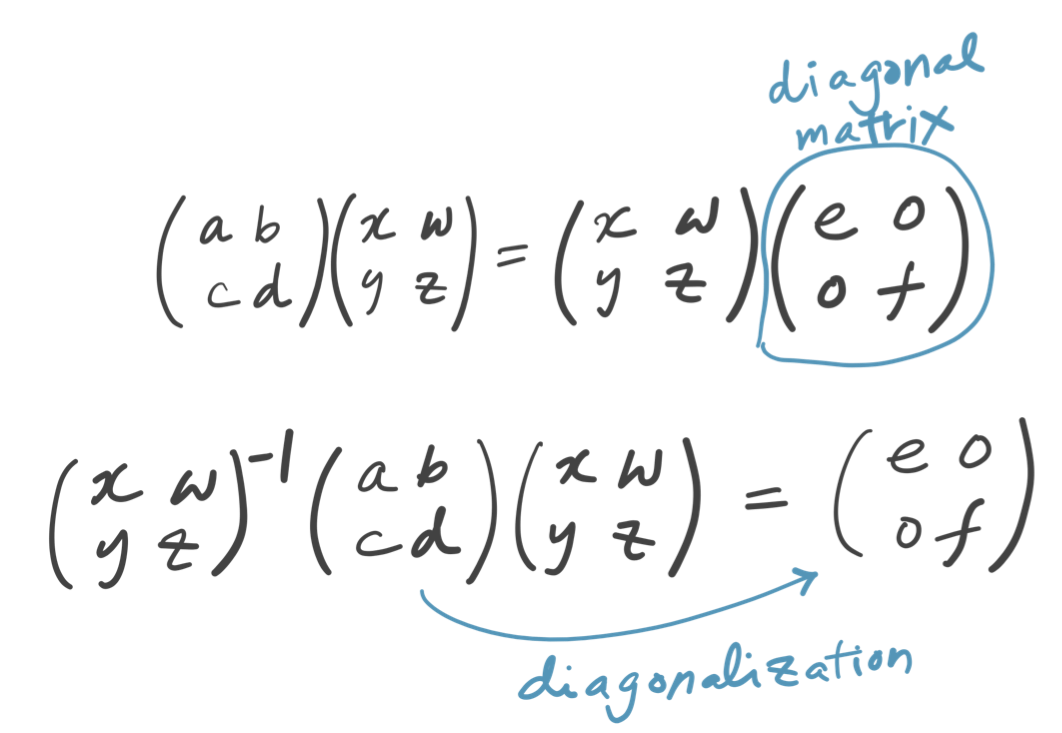 diagonal
matrix
(a b)(x w) = (x w)(e 0)
(c d)(y z) (y z)(0 f)
(x w)⁻¹(a b)(x w) = (e 0)
(y z) (c d)(y z) (0 f)
diagonalization